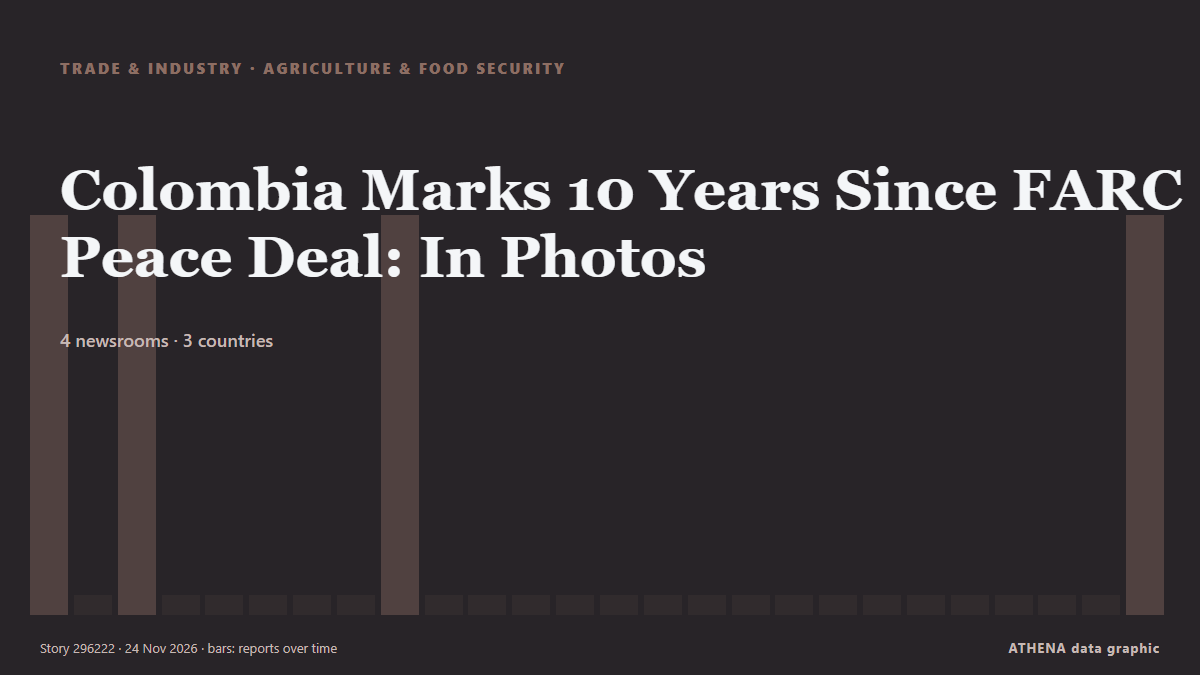 TRADE & INDUSTRY · AGRICULTURE & FOOD SECURITY
Colombia Marks 10 Years Since FARC
Peace Deal: In Photos
4 newsrooms · 3 countries
Story 296222 · 24 Nov 2026 · bars: reports over time
ATHENA data graphic